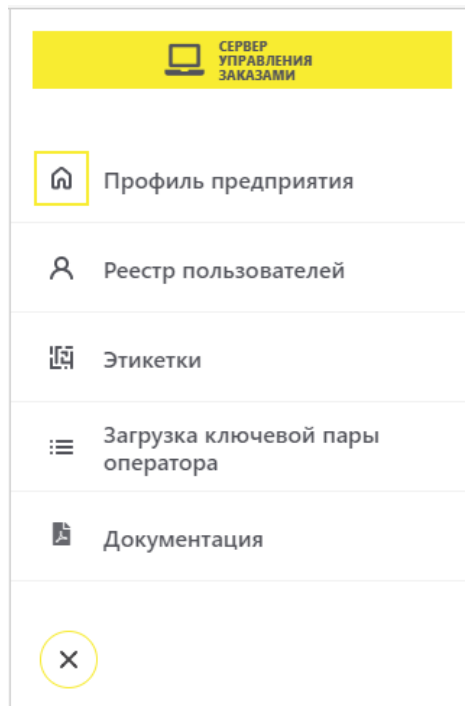 СЕРВЕР
УПРАВЛЕНИЯ
ЗАКАЗАМИ
Профиль предприятия
Реестр пользователей
Этикетки
Загрузка ключевой пары
оператора
Документация